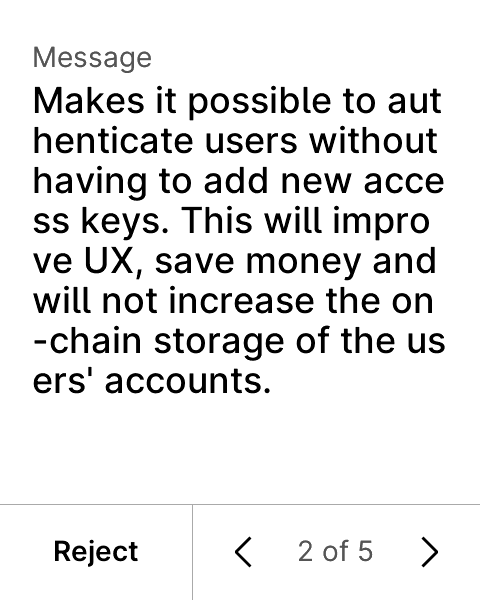 Message
Makes it possible to aut
henticate users without
having to add new acce
ss keys. This will impro
ve UX, save money and
will not increase the on
-chain storage of the us
ers' accounts.
Reject
2 of 5